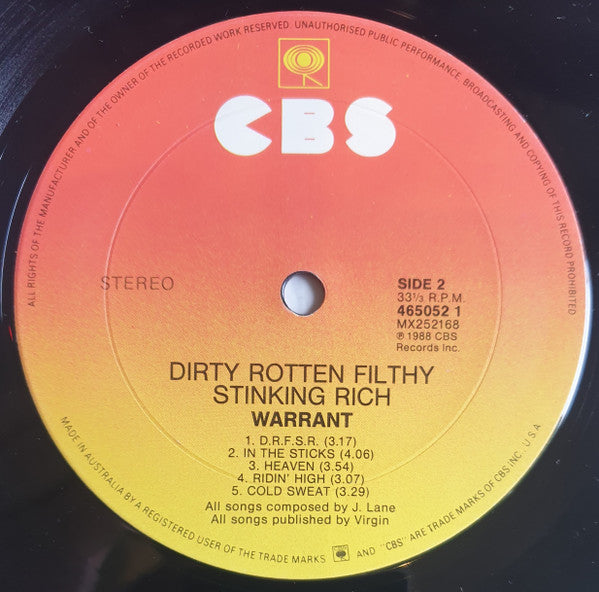 ALL RIGHTS OF THE MANUFACTURER AND OF THE OWNER OF THE RECORDED WORK RESERVED. UNAUTHORISED PUBLIC PERFORMANCE, BROADCASTING AND COPYING OF THIS RECORD PROHIBITED
CBS
STEREO
SIDE 2
33⅓ R.P.M.
465052 1
MX252168
℗ 1988 CBS
Records Inc.
DIRTY ROTTEN FILTHY
STINKING RICH
WARRANT
1. D.R.F.S.R. (3.17)
2. IN THE STICKS (4.06)
3. HEAVEN (3.54)
4. RIDIN' HIGH (3.07)
5. COLD SWEAT (3.29)
All songs composed by J. Lane
All songs published by Virgin
MADE IN AUSTRALIA BY A REGISTERED USER OF THE TRADE MARKS AND "CBS" ARE TRADE MARKS OF CBS INC. U.S.A